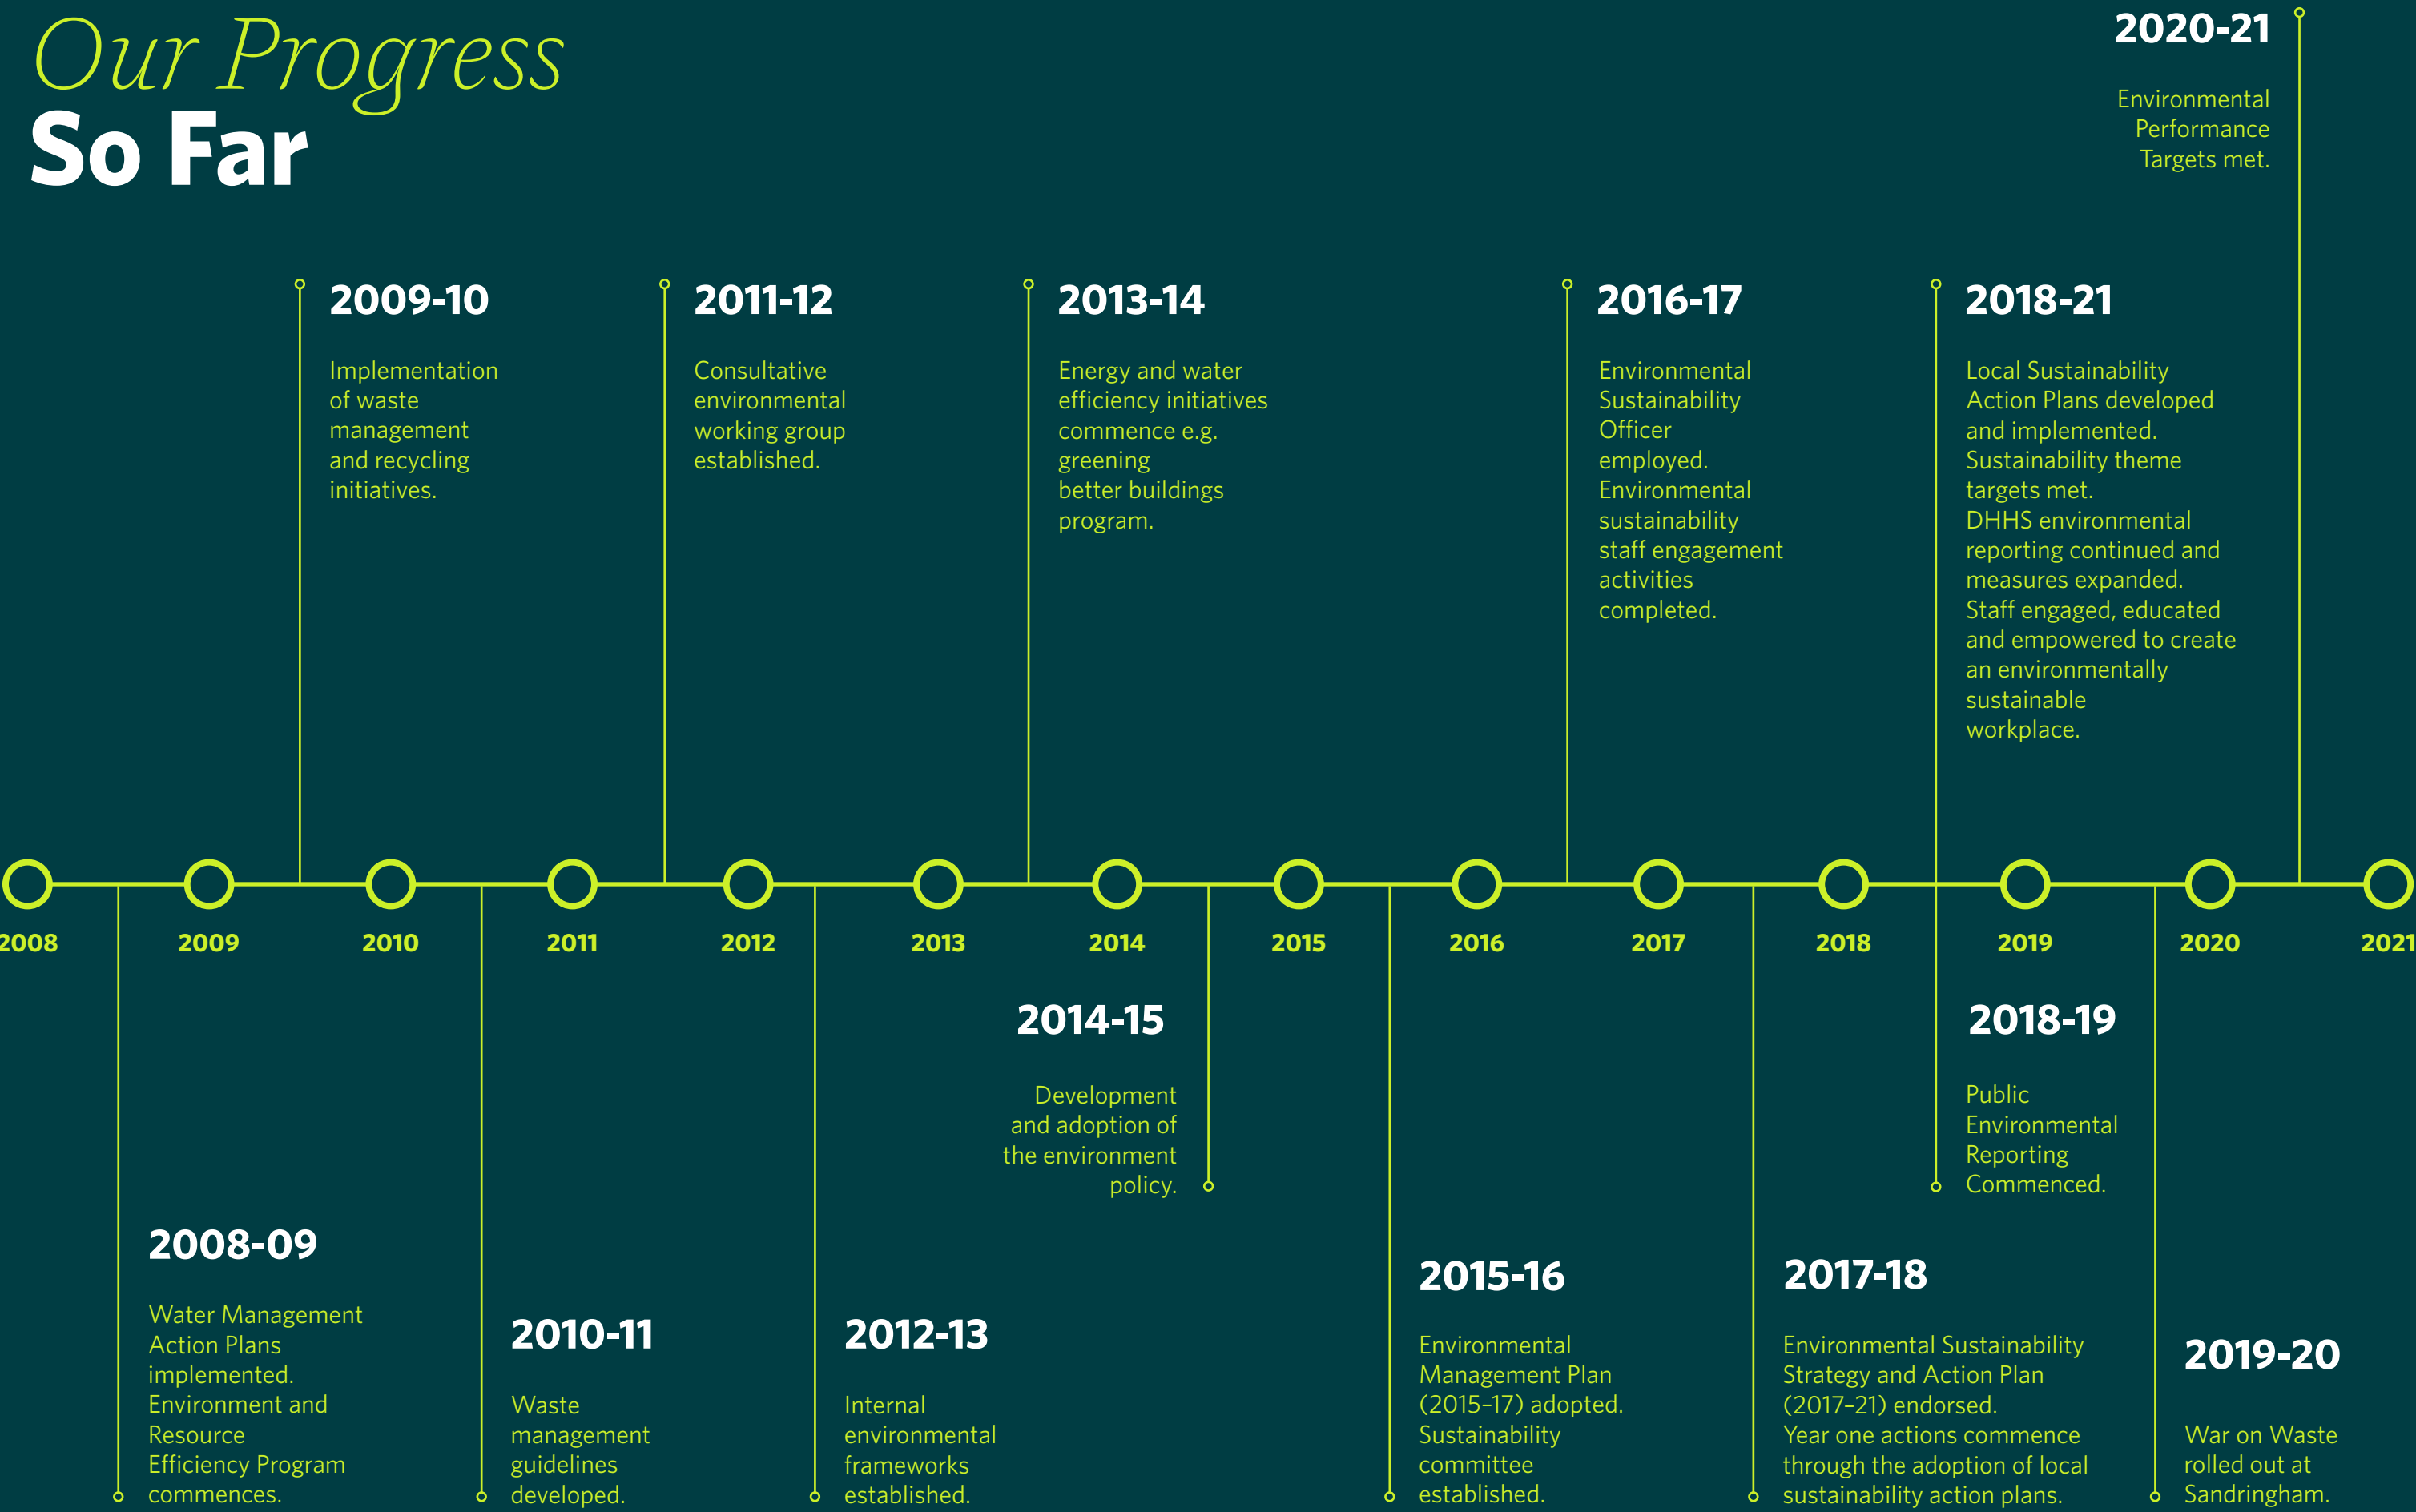 Our Progress
So Far
2020-21
Environmental
Performance
Targets met.
2009-10
Implementation
of waste
management
and recycling
initiatives.
2011-12
Consultative
environmental
working group
established.
2013-14
Energy and water
efficiency initiatives
commence e.g.
greening
better buildings
program.
2016-17
Environmental
Sustainability
Officer
employed.
Environmental
sustainability
staff engagement
activities
completed.
2018-21
Local Sustainability
Action Plans developed
and implemented.
Sustainability theme
targets met.
DHHS environmental
reporting continued and
measures expanded.
Staff engaged, educated
and empowered to create
an environmentally
sustainable
workplace.
2008 2009 2010 2011 2012 2013 2014 2015 2016 2017 2018 2019 2020 2021
2014-15
Development
and adoption of
the environment
policy.
2018-19
Public
Environmental
Reporting
Commenced.
2008-09
Water Management
Action Plans
implemented.
Environment and
Resource
Efficiency Program
commences.
2010-11
Waste
management
guidelines
developed.
2012-13
Internal
environmental
frameworks
established.
2015-16
Environmental
Management Plan
(2015–17) adopted.
Sustainability
committee
established.
2017-18
Environmental Sustainability
Strategy and Action Plan
(2017–21) endorsed.
Year one actions commence
through the adoption of local
sustainability action plans.
2019-20
War on Waste
rolled out at
Sandringham.